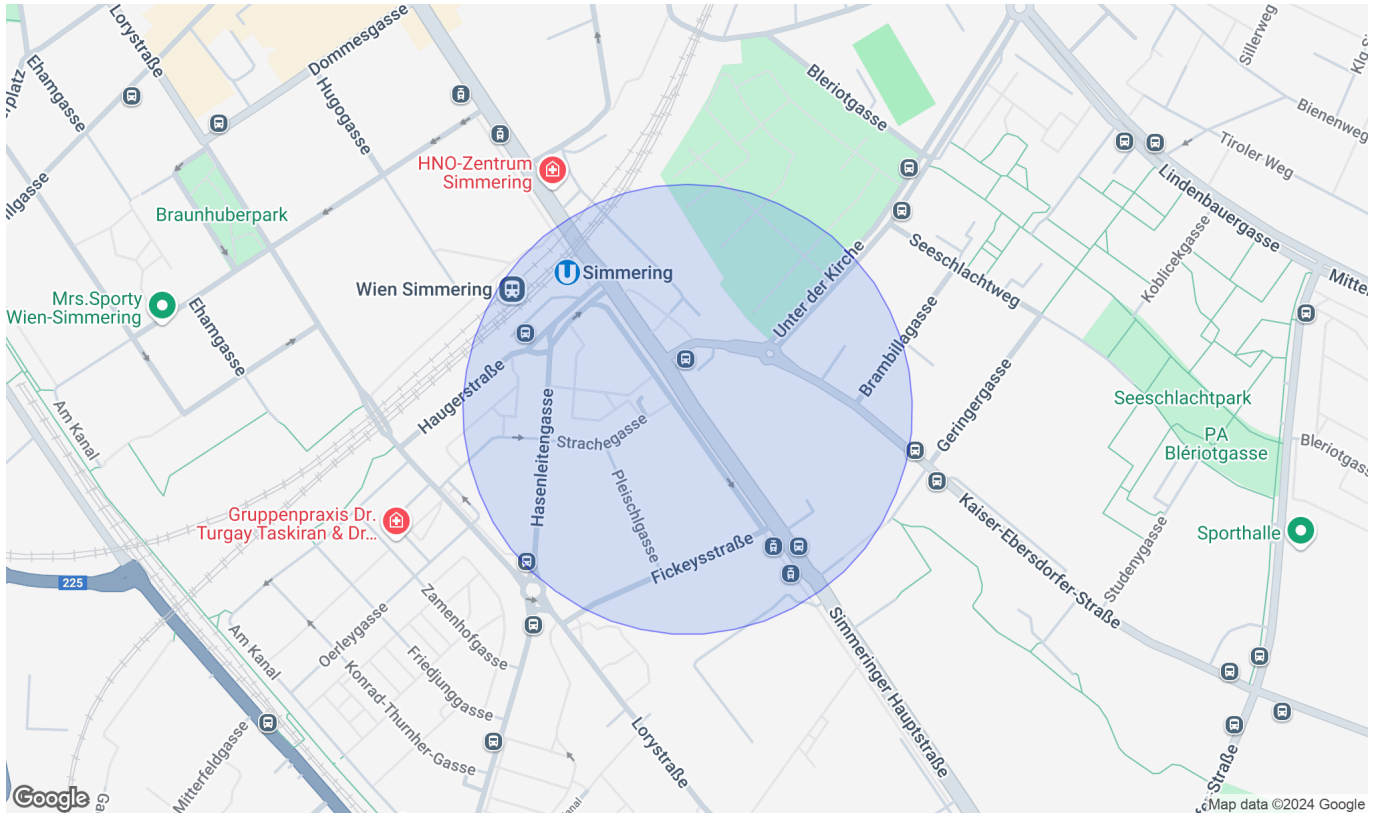 Lorystraße
Dommesgasse
Ehamgasse
Hugogasse
HNO-Zentrum
Simmering
Bleriotgasse
Sillerweg
Bienenweg
Tiroler Weg
Lindenbauergasse
Braunhuberpark
Simmering
Wien Simmering
Unter der Kirche
Seeschlachtweg
Koblicekgasse
Mrs.Sporty
Wien-Simmering
Ehamgasse
Brambillagasse
Geringergasse
Haugerstraße
Am Kanal
Hasenleitengasse
Strachegasse
Pleischlgasse
Seeschlachtpark
PA
Blériotgasse
Gruppenpraxis Dr.
Turgay Taskiran & Dr...
Fickeysstraße
Kaiser-Ebersdorfer-Straße
Studenygasse
Sporthalle
225
Am Kanal
Oerleygasse
Zamenhofgasse
Friedjunggasse
Konrad-Thurnher-Gasse
Mitterfeldgasse
Lorystraße
Simmeringer Hauptstraße
Google
Map data ©2024 Google